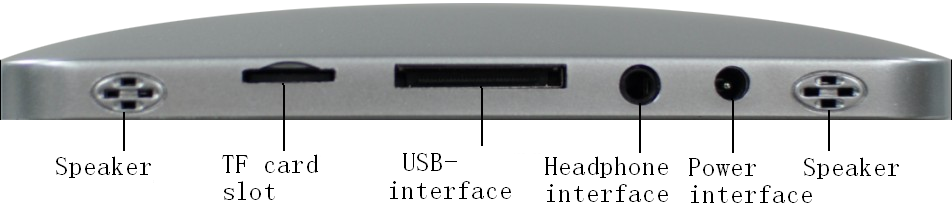 Speaker
TF card
slot
USB-
interface
Headphone
interface
Power
interface
Speaker